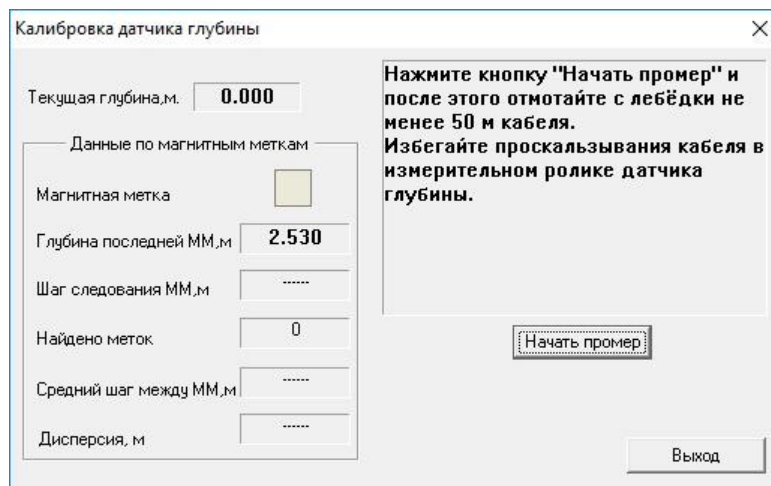 Калибровка датчика глубины
Текущая глубина,м. 0.000
Данные по магнитным меткам
Магнитная метка
Глубина последней ММ,м 2.530
Шаг следования ММ,м ------
Найдено меток 0
Средний шаг между ММ,м ------
Дисперсия, м ------
Нажмите кнопку "Начать промер" и
после этого отмотайте с лебёдки не
менее 50 м кабеля.
Избегайте проскальзывания кабеля в
измерительном ролике датчика
глубины.
Начать промер
Выход